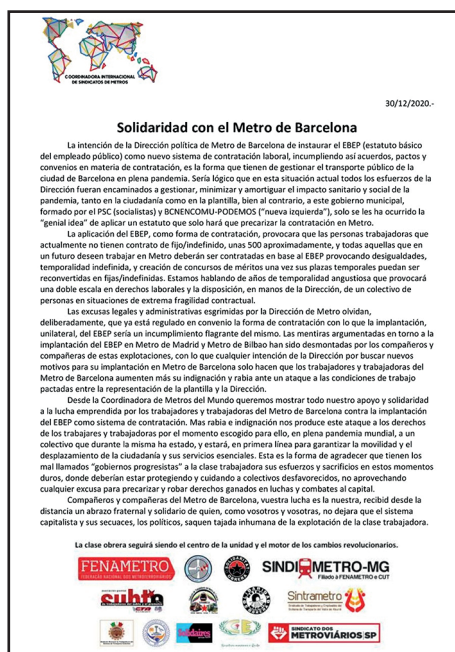 COORDINADORA INTERNACIONAL
DE SINDICATOS DE METROS
30/12/2020.-
Solidaridad con el Metro de Barcelona
La intención de la Dirección política de Metro de Barcelona de instaurar el EBEP (estatuto básico
del empleado público) como nuevo sistema de contratación laboral, incumpliendo así acuerdos, pactos y
convenios en materia de contratación, es la forma que tienen de gestionar el transporte público de la
ciudad de Barcelona en plena pandemia. Sería lógico que en esta situación actual todos los esfuerzos de la
Dirección fueran encaminados a gestionar, minimizar y amortiguar el impacto sanitario y social de la
pandemia, tanto en la ciudadanía como en la plantilla, bien al contrario, a este gobierno municipal,
formado por el PSC (socialistas) y BCNENCOMU-PODEMOS ("nueva izquierda"), solo se les ha ocurrido la
"genial idea" de aplicar un estatuto que solo hará que precarizar la contratación en Metro.
La aplicación del EBEP, como forma de contratación, provocara que las personas trabajadoras que
actualmente no tienen contrato de fijo/indefinido, unas 500 aproximadamente, y todas aquellas que en
un futuro deseen trabajar en Metro deberán ser contratadas en base al EBEP provocando desigualdades,
temporalidad indefinida, y creación de concursos de méritos una vez sus plazas temporales puedan ser
reconvertidas en fijas/indefinidas. Estamos hablando de años de temporalidad angustiosa que provocará
una doble escala en derechos laborales y la disposición, en manos de la Dirección, de un colectivo de
personas en situaciones de extrema fragilidad contractual.
Las excusas legales y administrativas esgrimidas por la Dirección de Metro olvidan,
deliberadamente, que ya está regulado en convenio la forma de contratación con lo que la implantación,
unilateral, del EBEP sería un incumplimiento flagrante del mismo. Las mentiras argumentadas en torno a la
implantación del EBEP en Metro de Madrid y Metro de Bilbao han sido desmontadas por los compañeros y
compañeras de estas explotaciones, con lo que cualquier intención de la Dirección por buscar nuevos
motivos para su implantación en Metro de Barcelona solo hacen que los trabajadores y trabajadoras del
Metro de Barcelona aumenten más su indignación y rabia ante un ataque a las condiciones de trabajo
pactadas entre la representación de la plantilla y la Dirección.
Desde la Coordinadora de Metros del Mundo queremos mostrar todo nuestro apoyo y solidaridad
a la lucha emprendida por los trabajadores y trabajadoras del Metro de Barcelona contra la implantación
del EBEP como sistema de contratación. Mas rabia e indignación nos produce este ataque a los derechos
de los trabajares y trabajadoras por el momento escogido para ello, en plena pandemia mundial, a un
colectivo que durante la misma ha estado, y estará, en primera línea para garantizar la movilidad y el
desplazamiento de la ciudadanía y sus servicios esenciales. Esta es la forma de agradecer que tienen los
mal llamados "gobiernos progresistas" a la clase trabajadora sus esfuerzos y sacrificios en estos momentos
duros, donde deberían estar protegiendo y cuidando a colectivos desfavorecidos, no aprovechando
cualquier excusa para precarizar y robar derechos ganados en luchas y combates al capital.
Compañeros y compañeras del Metro de Barcelona, vuestra lucha es la nuestra, recibid desde la
distancia un abrazo fraternal y solidario de quien, como vosotros y vosotras, no dejara que el sistema
capitalista y sus secuaces, los políticos, saquen tajada inhumana de la explotación de la clase trabajadora.
La clase obrera seguirá siendo el centro de la unidad y el motor de los cambios revolucionarios.
FENAMETRO
FEDERAÇÃO NACIONAL DOS METROVIÁRIOS
SINDIMETRO-MG
Filiado à FENAMETRO e CUT
subte
Sintrametro
Solidaires
SINDICATO DOS
METROVIÁRIOS|SP